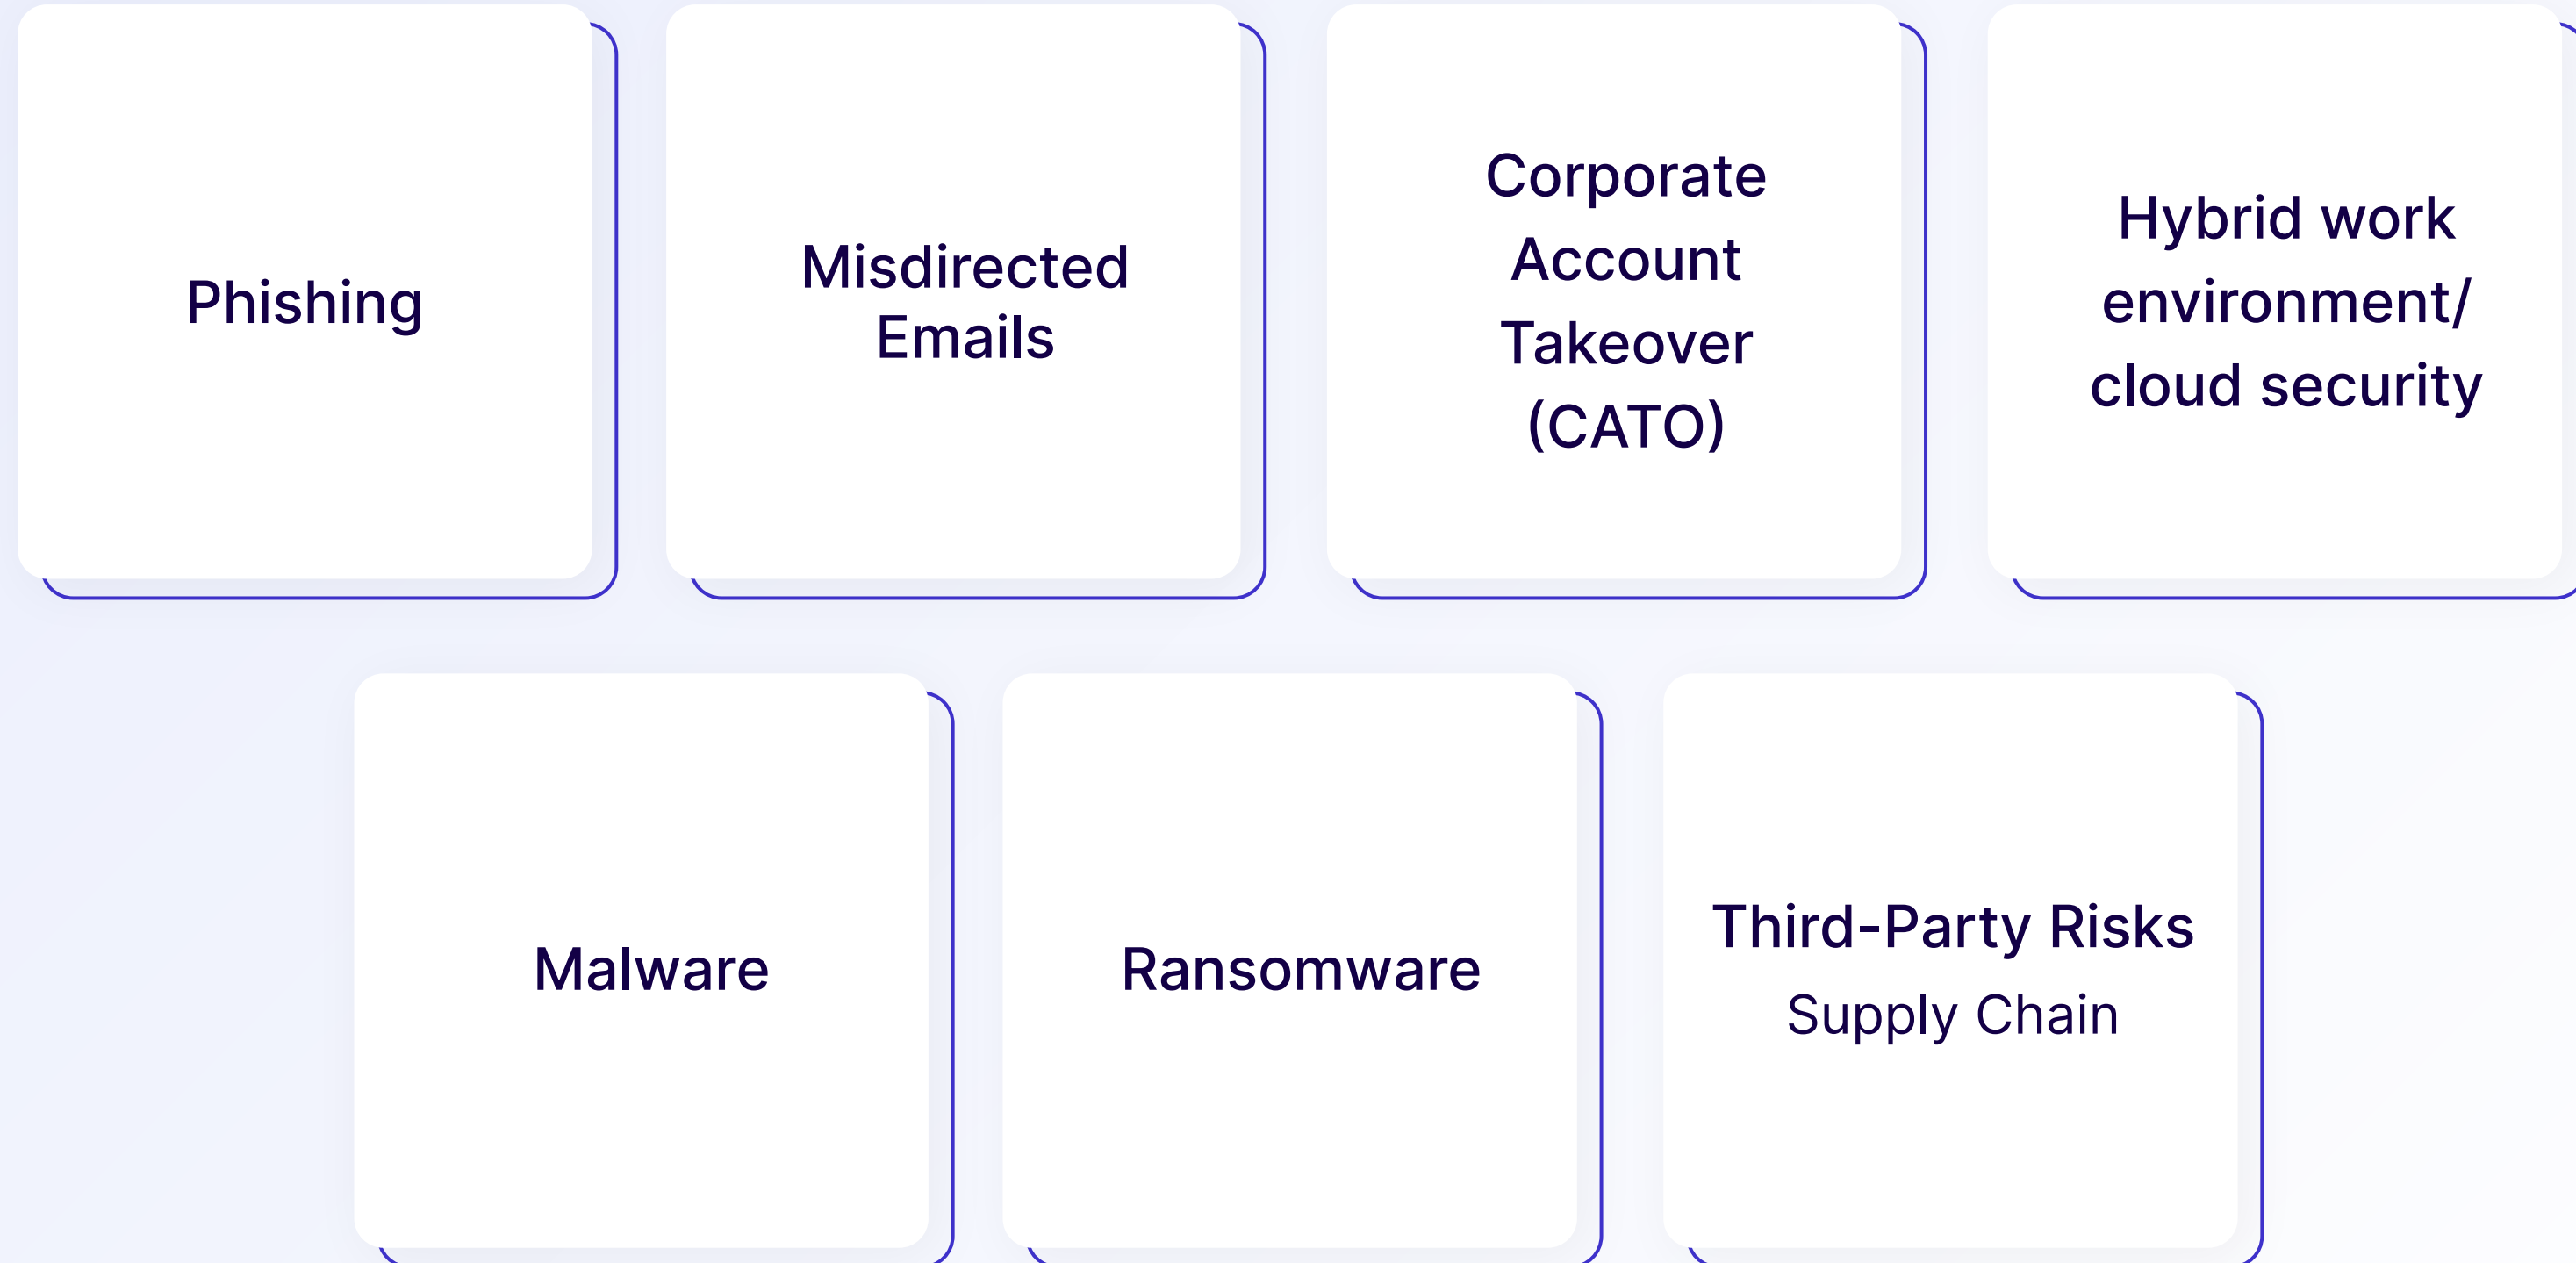 Phishing
Misdirected
Emails
Corporate
Account
Takeover
(CATO)
Hybrid work
environment/
cloud security
Malware
Ransomware
Third-Party Risks
Supply Chain